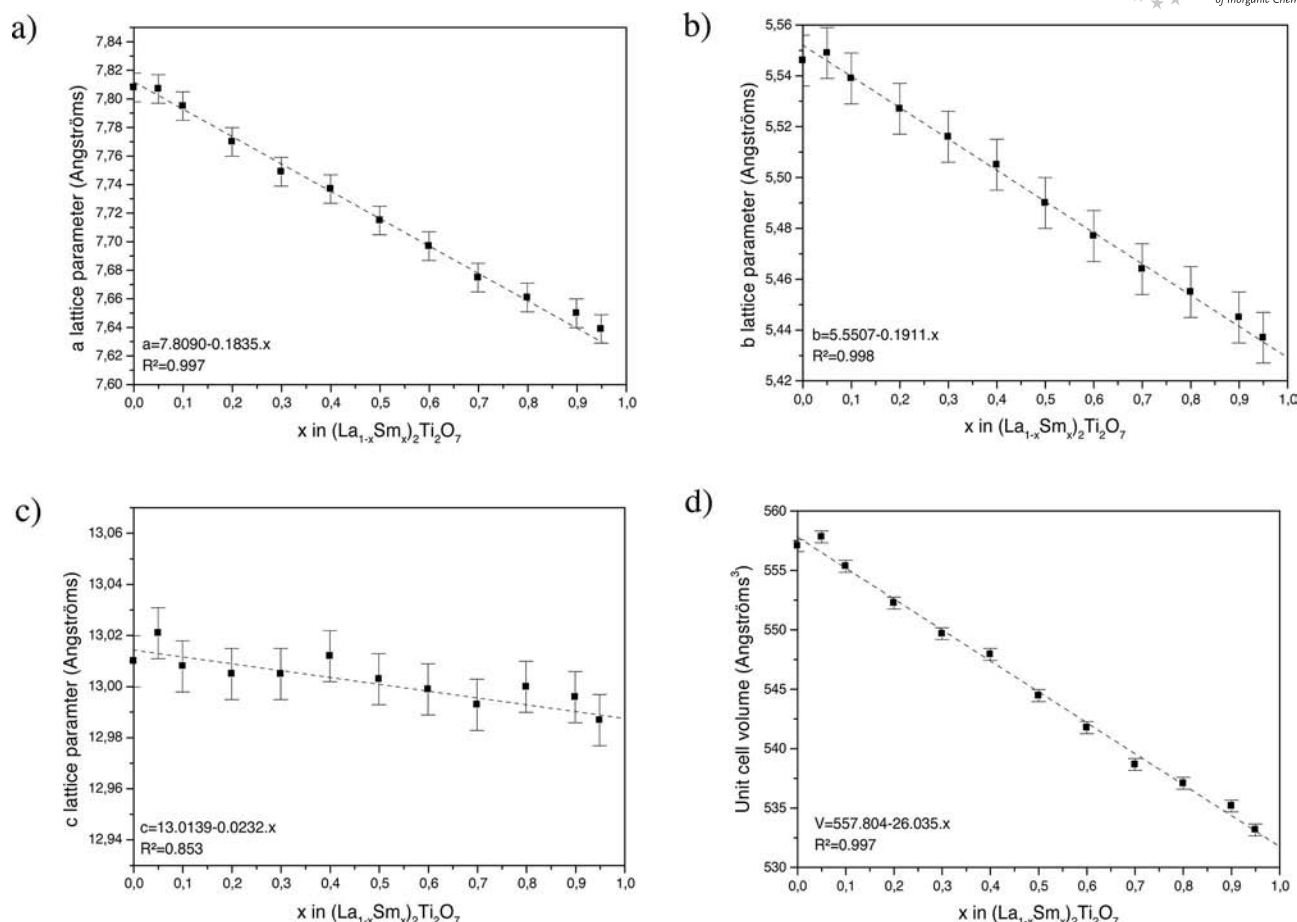 of Inorganic Chem
a)
7,84
7,82
7,80
7,78
7,76
7,74
7,72
7,70
7,68
7,66
7,64
7,62
7,60
a lattice parameter (Angströms)
a=7.8090-0.1835.x
R²=0.997
0,0 0,1 0,2 0,3 0,4 0,5 0,6 0,7 0,8 0,9 1,0
x in (La₁₋ₓSmₓ)₂Ti₂O₇
b)
5,56
5,54
5,52
5,50
5,48
5,46
5,44
5,42
b lattice parameter (Angströms)
b=5.5507-0.1911.x
R²=0.998
0,0 0,1 0,2 0,3 0,4 0,5 0,6 0,7 0,8 0,9 1,0
x in (La₁₋ₓSmₓ)₂Ti₂O₇
c)
13,06
13,04
13,02
13,00
12,98
12,96
12,94
c lattice paramter (Angströms)
c=13.0139-0.0232.x
R²=0.853
0,0 0,1 0,2 0,3 0,4 0,5 0,6 0,7 0,8 0,9 1,0
x in (La₁₋ₓSmₓ)₂Ti₂O₇
d)
560
555
550
545
540
535
530
Unit cell volume (Angströms³)
V=557.804-26.035.x
R²=0.997
0,0 0,1 0,2 0,3 0,4 0,5 0,6 0,7 0,8 0,9 1,0
x in (La₁₋ₓSmₓ)₂Ti₂O₇